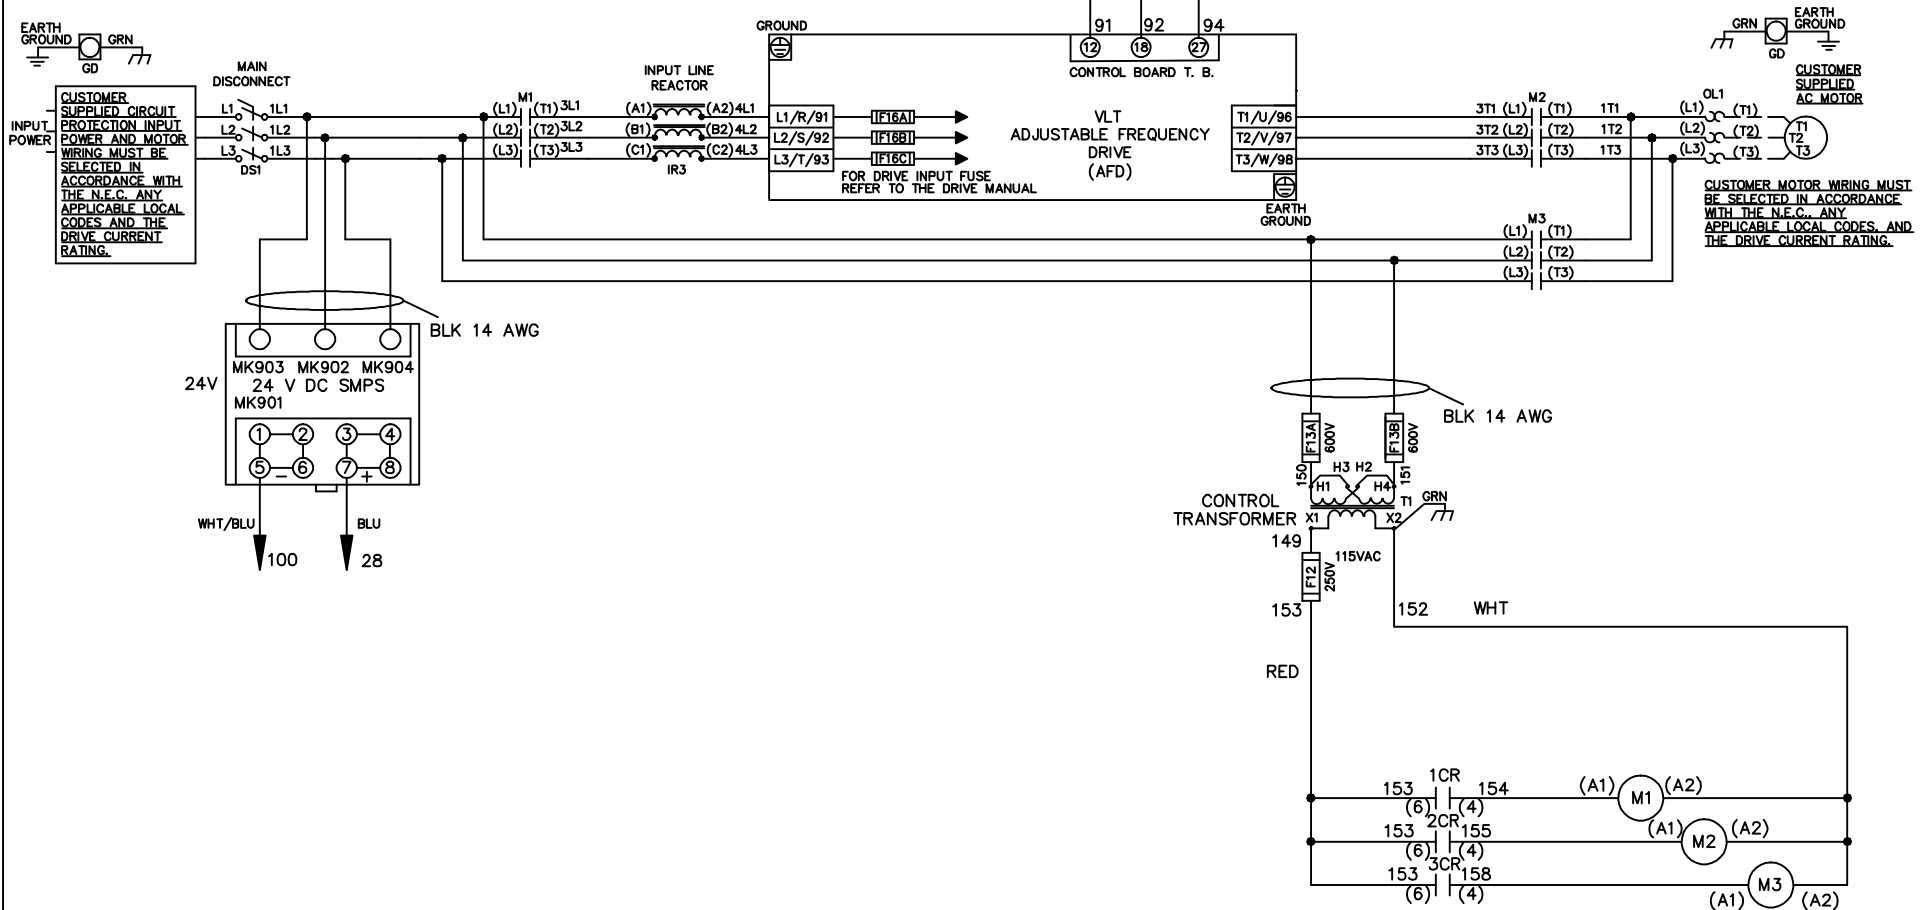 EARTH
GROUND
GRN
GD
INPUT
POWER
CUSTOMER
SUPPLIED CIRCUIT
PROTECTION INPUT
POWER AND MOTOR
WIRING MUST BE
SELECTED IN
ACCORDANCE WITH
THE N.E.C. ANY
APPLICABLE LOCAL
CODES AND THE
DRIVE CURRENT
RATING.
MAIN
DISCONNECT
L1 1L1
L2 1L2
L3 1L3
DS1
M1
(L1) (T1) 3L1
(L2) (T2) 3L2
(L3) (T3) 3L3
INPUT LINE
REACTOR
(A1) (A2) 4L1
(B1) (B2) 4L2
(C1) (C2) 4L3
IR3
GROUND
91 92 94
12 18 27
CONTROL BOARD T. B.
L1/R/91 F16A
L2/S/92 F16B
L3/T/93 F16C
FOR DRIVE INPUT FUSE
REFER TO THE DRIVE MANUAL
VLT
ADJUSTABLE FREQUENCY
DRIVE
(AFD)
T1/U/96
T2/V/97
T3/W/98
EARTH
GROUND
M2
3T1 (L1) (T1) 1T1
3T2 (L2) (T2) 1T2
3T3 (L3) (T3) 1T3
M3
(L1) (T1)
(L2) (T2)
(L3) (T3)
GRN
EARTH
GROUND
GD
CUSTOMER
SUPPLIED
AC MOTOR
OL1
(L1) (T1) T1
(L2) (T2) T2
(L3) (T3) T3
CUSTOMER MOTOR WIRING MUST
BE SELECTED IN ACCORDANCE
WITH THE N.E.C., ANY
APPLICABLE LOCAL CODES, AND
THE DRIVE CURRENT RATING.
BLK 14 AWG
MK903 MK902 MK904
24V
24 V DC SMPS
MK901
1 2 3 4
5 6 7 8
− +
WHT/BLU BLU
100 28
BLK 14 AWG
F13A 600V
F13B 600V
150 151
H3 H2
H1 H4
T1
CONTROL
TRANSFORMER
X1 X2
GRN
149
115VAC
F12 250V
153 152 WHT
RED
1CR
153 154 (A1) M1 (A2)
(6) (4)
2CR
153 155 (A1) M2 (A2)
(6) (4)
3CR
153 158 M3
(6) (4) (A1) (A2)